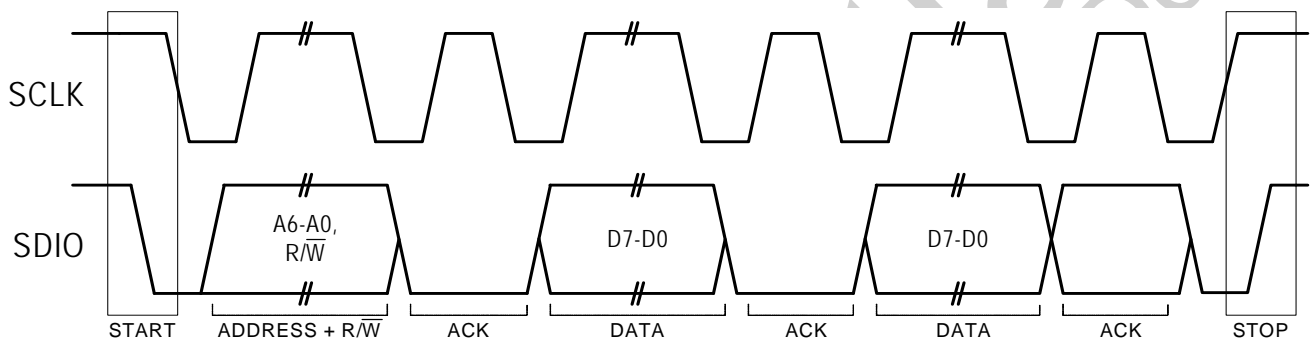 SCLK
SDIO
A6-A0,
R/W̅
D7-D0
D7-D0
START
ADDRESS + R/W̅
ACK
DATA
ACK
DATA
ACK
STOP